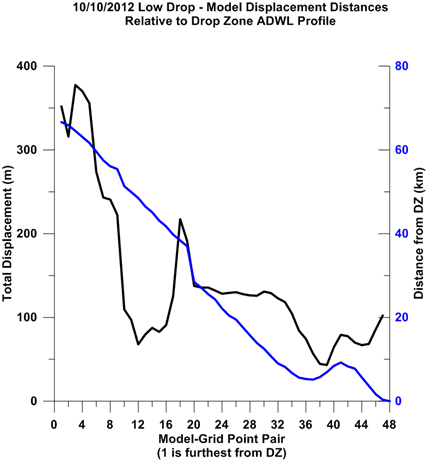 10/10/2012 Low Drop - Model Displacement Distances
Relative to Drop Zone ADWL Profile
400
300
200
100
0
Total Displacement (m)
80
60
40
20
0
Distance from DZ (km)
0 4 8 12 16 20 24 28 32 36 40 44 48
Model-Grid Point Pair
(1 is furthest from DZ)